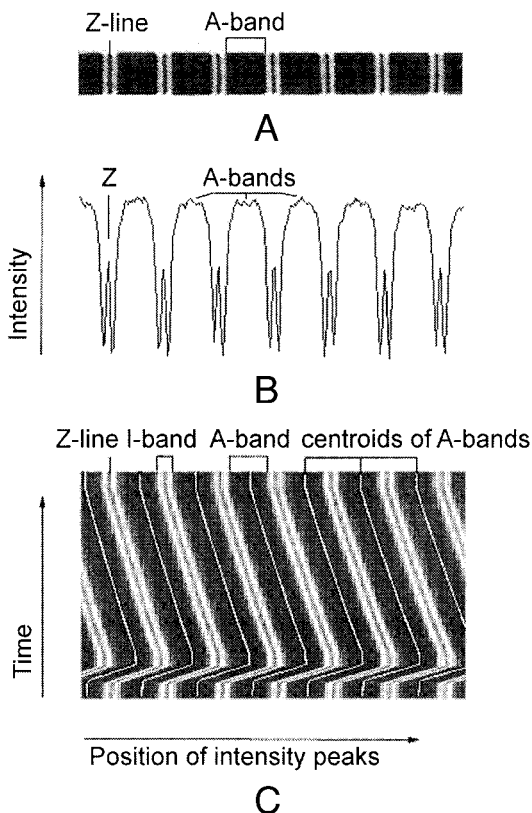 Z-line A-band
A
Z A-bands
Intensity
B
Z-line I-band A-band centroids of A-bands
Time
Position of intensity peaks
C